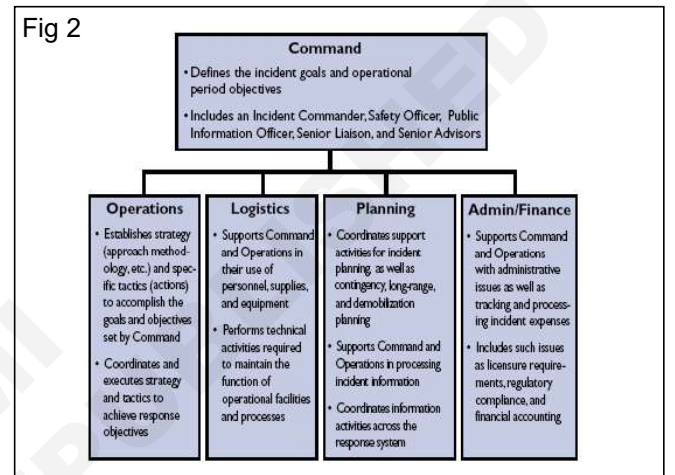 Fig 2
Command
• Defines the incident goals and operational
period objectives
• Includes an Incident Commander, Safety Officer, Public
Information Officer, Senior Liaison, and Senior Advisors
Operations
• Establishes strategy
(approach method-
ology, etc.) and spec-
ific tactics (actions)
to accomplish the
goals and objectives
set by Command
• Coordinates and
executes strategy
and tactics to
achieve response
objectives
Logistics
• Supports Command
and Operations in
their use of
personnel, supplies,
and equipment
• Performs technical
activities required
to maintain the
function of
operational facilities
and processes
Planning
• Coordinates support
activities for incident
planning, as well as
contingency, long-range,
and demobilization
planning
• Supports Command and
Operations in processing
incident information
• Coordinates information
activities across the
response system
Admin/Finance
• Supports Command
and Operations
with administrative
issues as well as
tracking and process-
ing incident expenses
• Includes such issues
as licensure require-
ments, regulatory
compliance, and
financial accounting